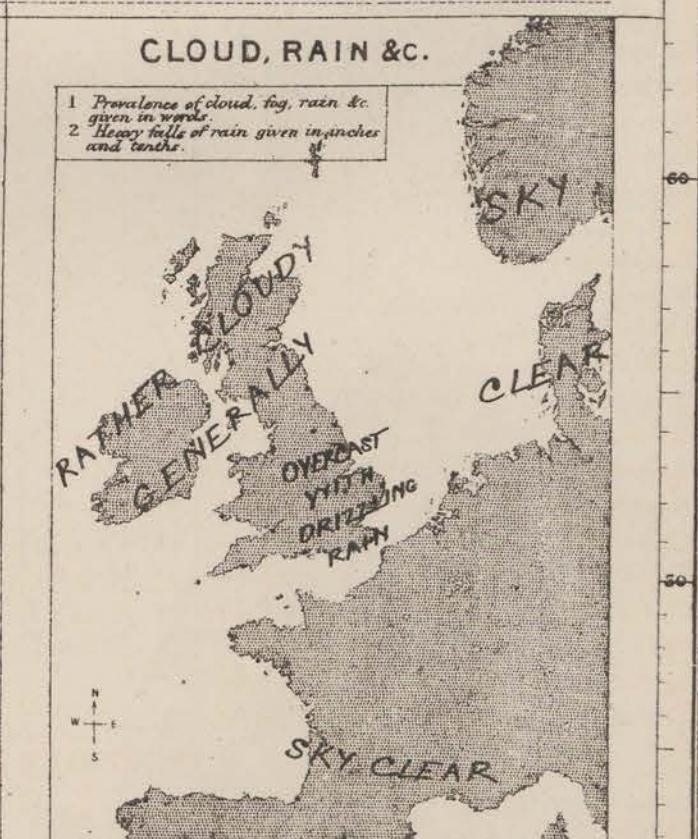 CLOUD, RAIN &c.
1 Prevalence of cloud, fog, rain &c.
given in words.
2 Heavy falls of rain given in inches
and tenths.
60
SKY
CLEAR
RATHER CLOUDY
GENERALLY
OVERCAST
WITH
DRIZZLING
RAIN
50
N
W E
S
SKY CLEAR